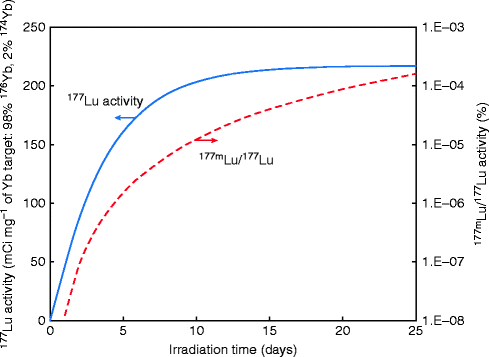 ¹⁷⁷Lu activity (mCi mg⁻¹ of Yb target: 98% ¹⁷⁶Yb, 2% ¹⁷⁴Yb)
250
200
150
100
50
0
¹⁷⁷Lu activity
¹⁷⁷ᵐLu/¹⁷⁷Lu
1.E–03
1.E–04
1.E–05
1.E–06
1.E–07
1.E–08
¹⁷⁷ᵐLu/¹⁷⁷Lu activity (%)
0 5 10 15 20 25
Irradiation time (days)